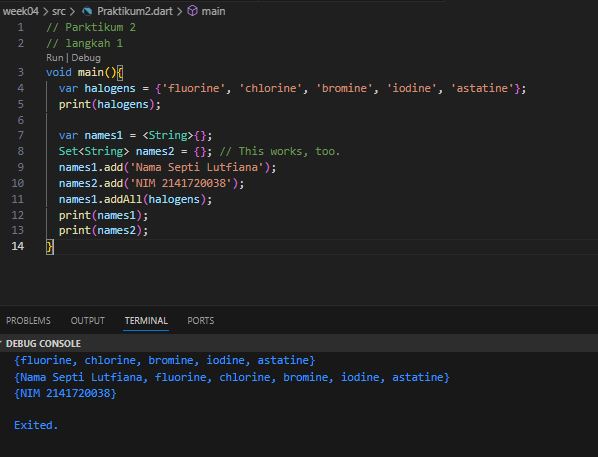 week04 > src > Praktikum2.dart > main
1 // Parktikum 2
2 // langkah 1
Run | Debug
3 void main(){
4 var halogens = {'fluorine', 'chlorine', 'bromine', 'iodine', 'astatine'};
5 print(halogens);
6
7 var names1 = <String>{};
8 Set<String> names2 = {}; // This works, too.
9 names1.add('Nama Septi Lutfiana');
10 names2.add('NIM 2141720038');
11 names1.addAll(halogens);
12 print(names1);
13 print(names2);
14 }
PROBLEMS OUTPUT TERMINAL PORTS
DEBUG CONSOLE
{fluorine, chlorine, bromine, iodine, astatine}
{Nama Septi Lutfiana, fluorine, chlorine, bromine, iodine, astatine}
{NIM 2141720038}
Exited.